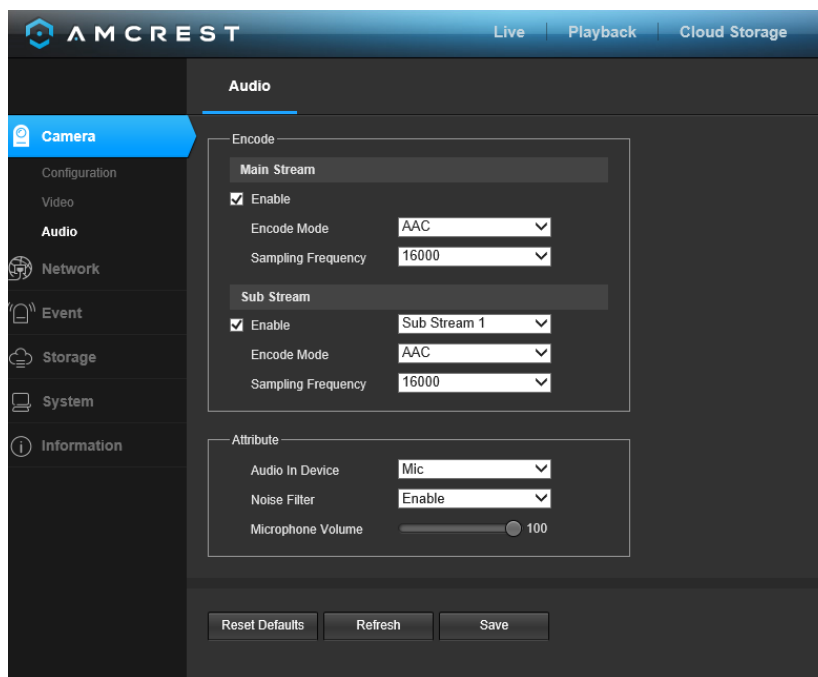 AMCREST
Live Playback Cloud Storage
Audio
Camera
Configuration
Video
Audio
Network
Event
Storage
System
Information
Encode
Main Stream
Enable
Encode Mode AAC
Sampling Frequency 16000
Sub Stream
Enable Sub Stream 1
Encode Mode AAC
Sampling Frequency 16000
Attribute
Audio In Device Mic
Noise Filter Enable
Microphone Volume 100
Reset Defaults Refresh Save